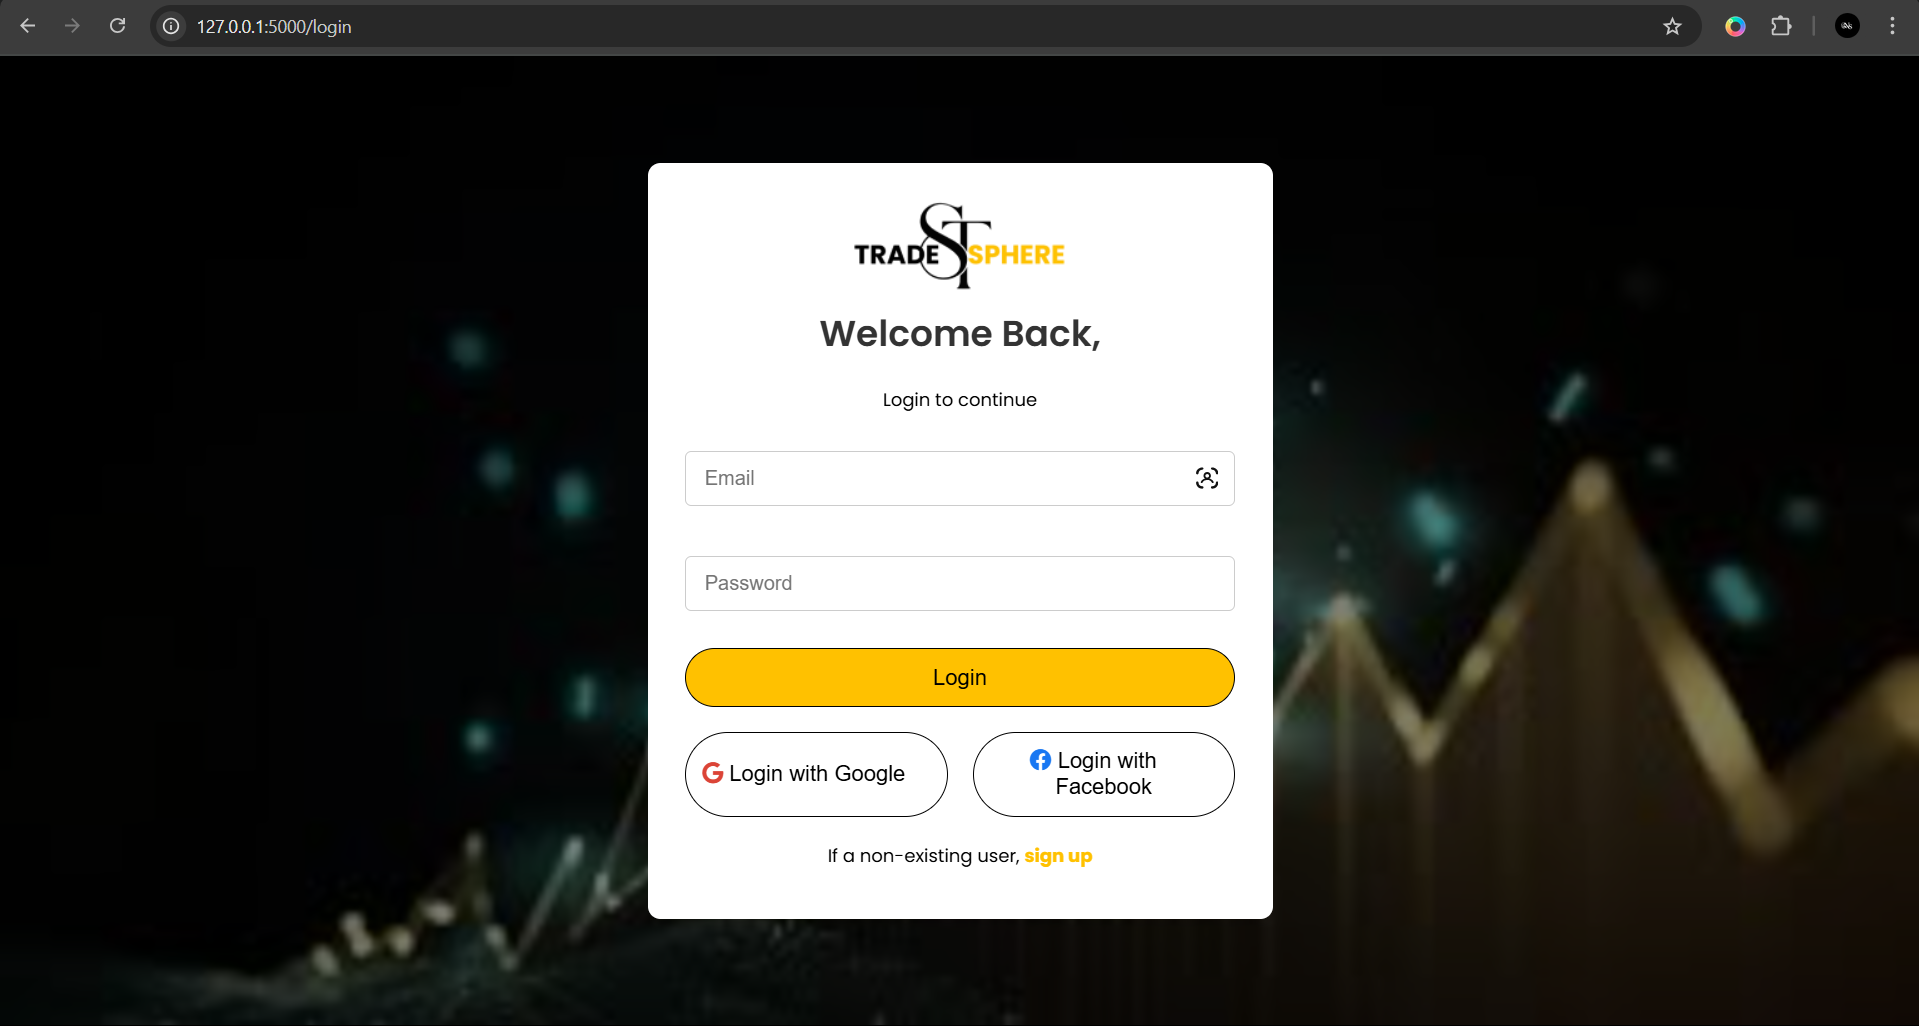 127.0.0.1:5000/login
TRADE ST SPHERE
Welcome Back,
Login to continue
Email
Password
Login
Login with Google
Login with
Facebook
If a non-existing user, sign up